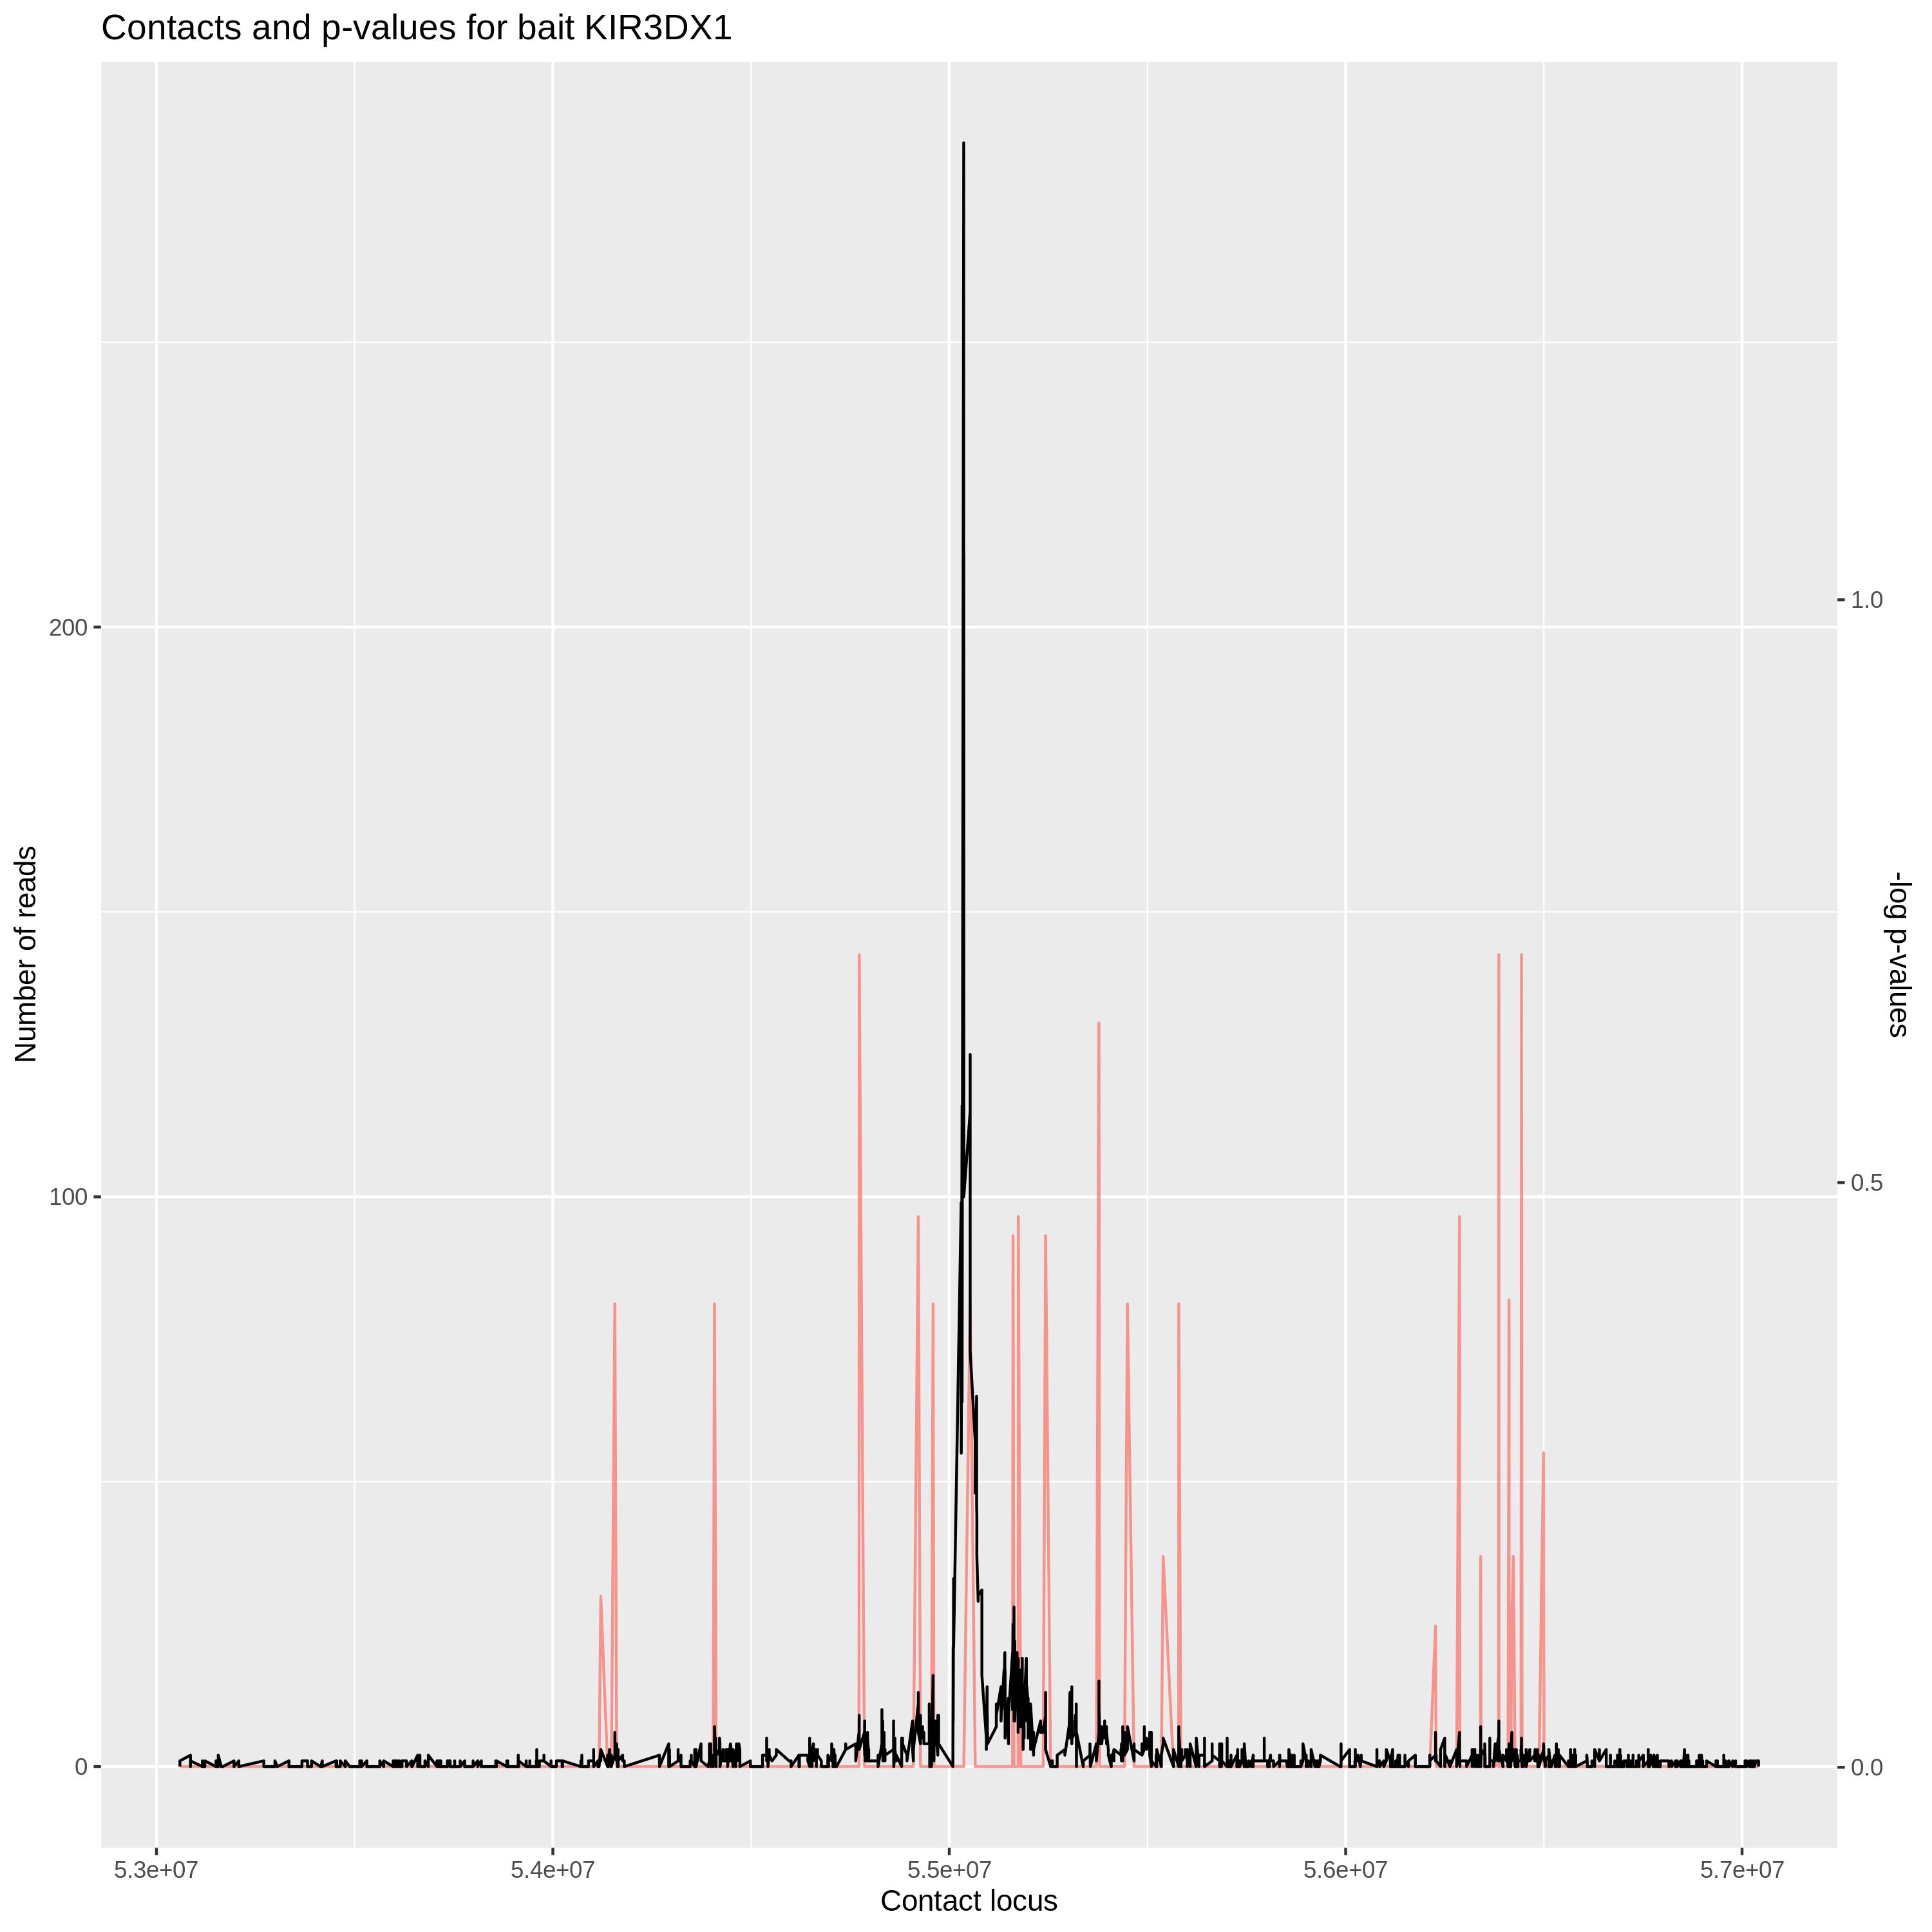 Contacts and p-values for bait KIR3DX1
200
100
0
Number of reads
1.0
0.5
0.0
-log p-values
5.3e+07
5.4e+07
5.5e+07
5.6e+07
5.7e+07
Contact locus